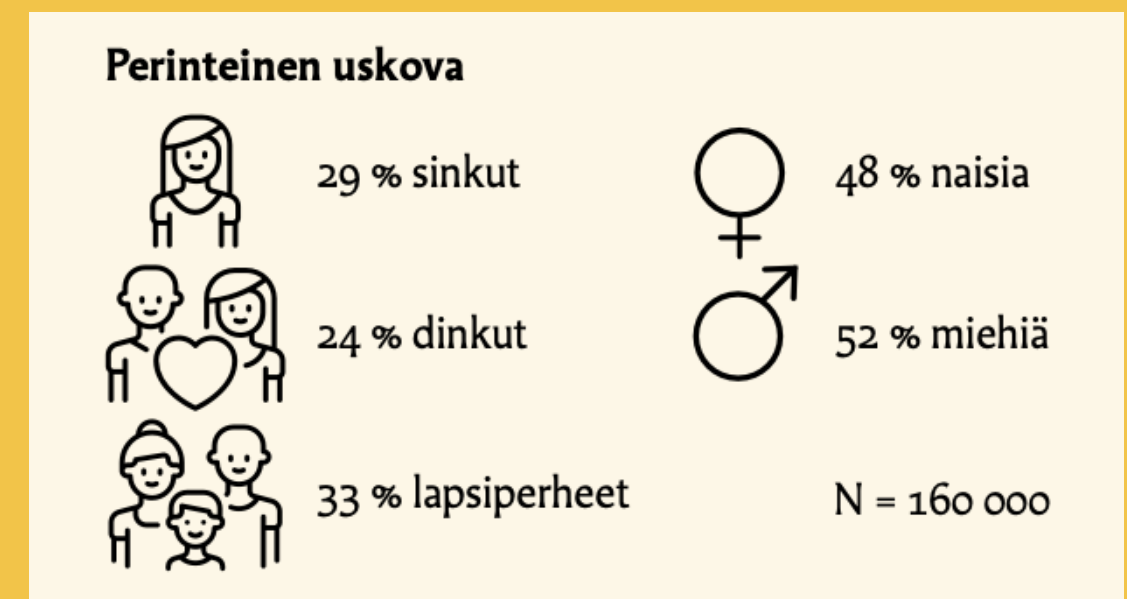 Perinteinen uskova
29 % sinkut
48 % naisia
24 % dinkut
52 % miehiä
33 % lapsiperheet
N = 160 000